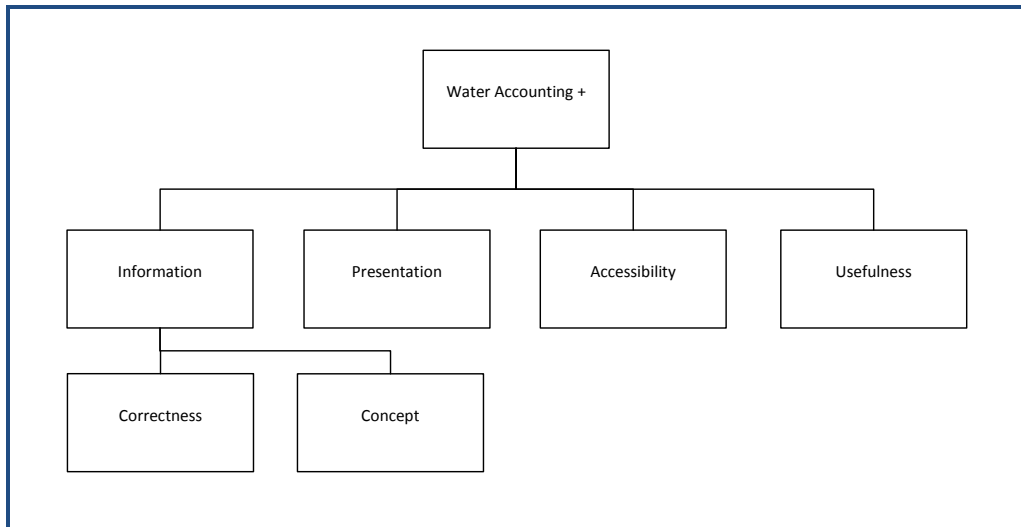 Water Accounting +
Information
Presentation
Accessibility
Usefulness
Correctness
Concept